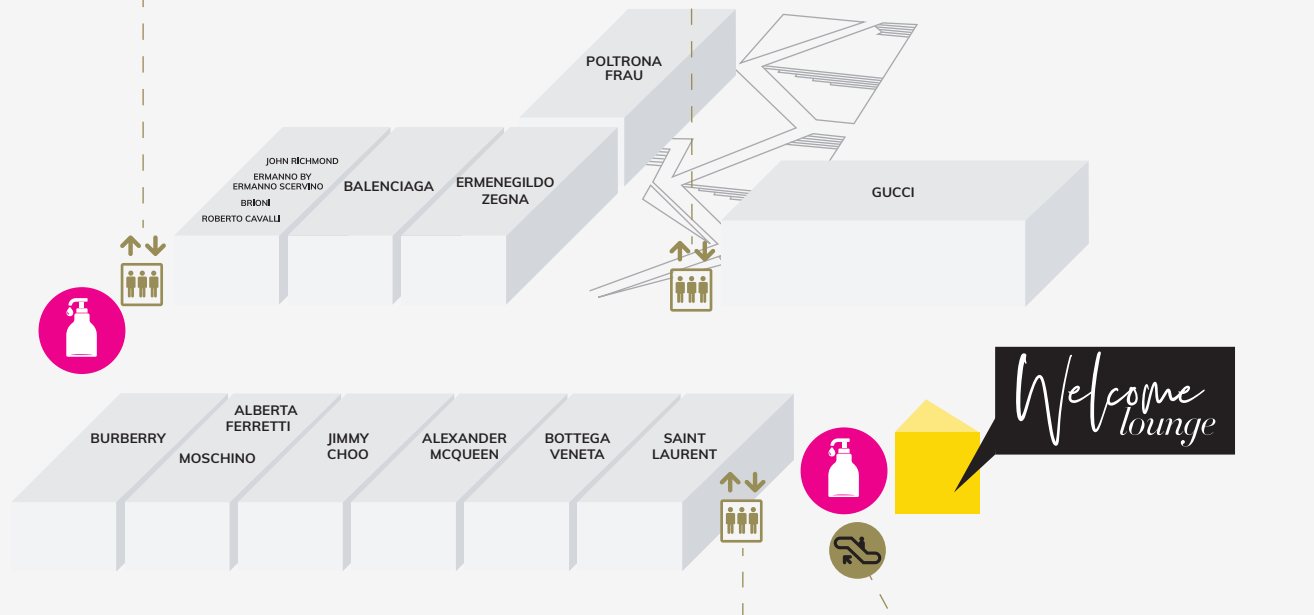 POLTRONA
FRAU
JOHN RICHMOND
ERMANNO BY
ERMANNO SCERVINO
BRIONI
ROBERTO CAVALLI
BALENCIAGA
ERMENEGILDO
ZEGNA
GUCCI
Welcome
lounge
BURBERRY
ALBERTA
FERRETTI
MOSCHINO
JIMMY
CHOO
ALEXANDER
MCQUEEN
BOTTEGA
VENETA
SAINT
LAURENT